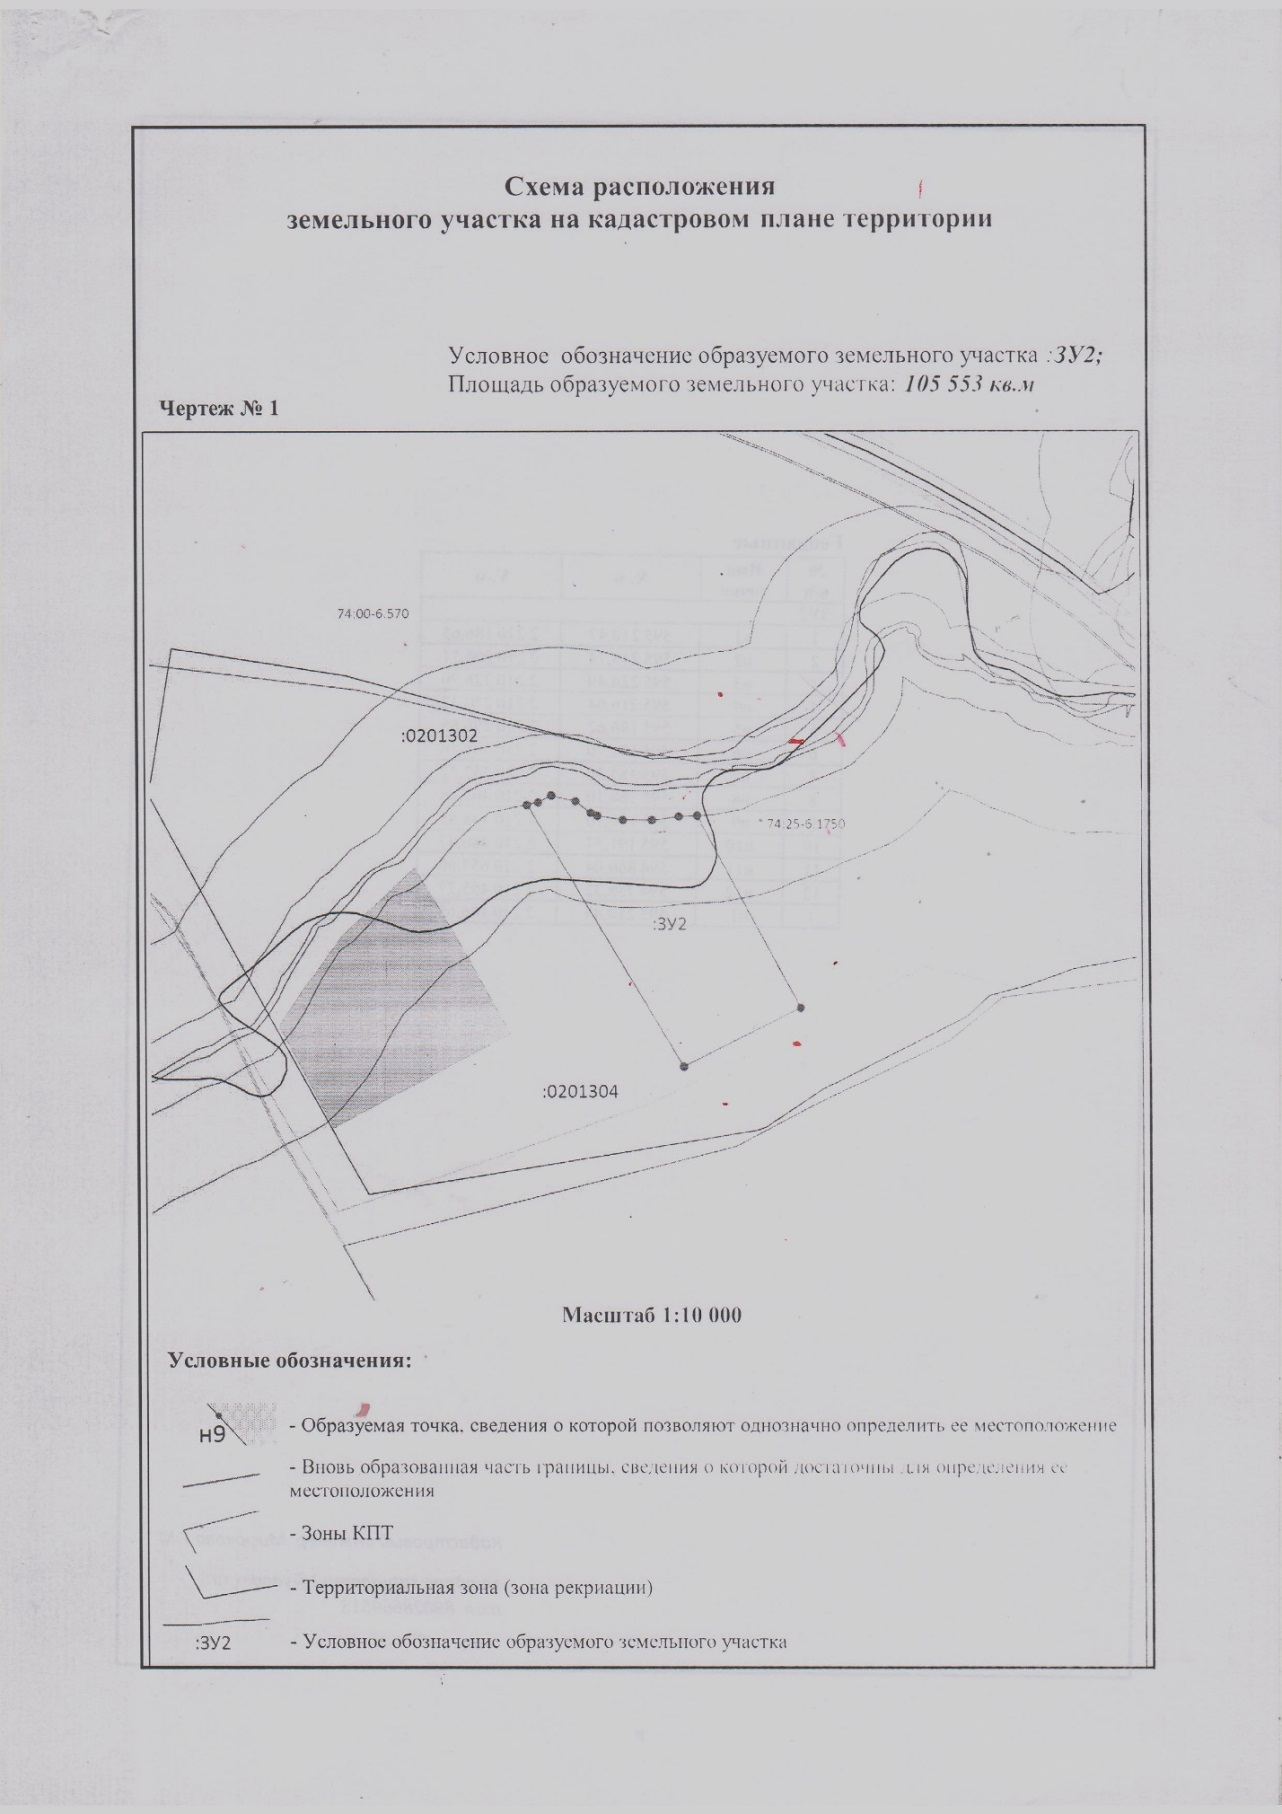 Схема расположения
земельного участка на кадастровом плане территории
Условное обозначение образуемого земельного участка :ЗУ2;
Площадь образуемого земельного участка: 105 553 кв.м
Чертеж № 1
74:00-6.570
:0201302
74:25-6.1750
:ЗУ2
:0201304
Масштаб 1:10 000
Условные обозначения:
н9
- Образуемая точка, сведения о которой позволяют однозначно определить ее местоположение
- Вновь образованная часть границы, сведения о которой достаточны для определения ее
местоположения
- Зоны КПТ
- Территориальная зона (зона рекриации)
:ЗУ2
- Условное обозначение образуемого земельного участка